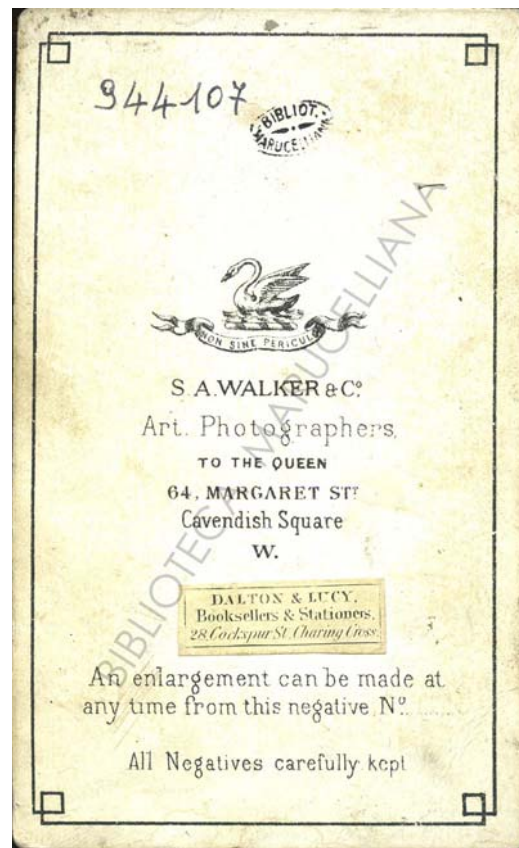 944107
BIBLIOT.
MARUCELLIANA
NON SINE PERICULO
S. A. WALKER & Cº.
Art. Photographers,
TO THE QUEEN
64, MARGARET STT
Cavendish Square
W.
DALTON & LUCY,
Booksellers & Stationers,
28, Cockspur St. Charing Cross.
An enlargement can be made at
any time from this negative, Nº.
All Negatives carefully kept
BIBLIOTECA MARUCELLIANA